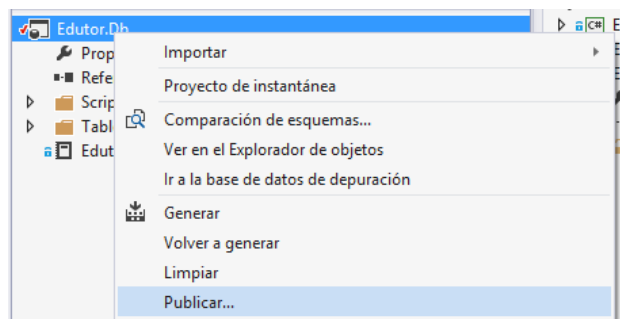 Edutor.Db
Prop
Refe
Scrip
Tabl
Edut
Importar
Proyecto de instantánea
Comparación de esquemas...
Ver en el Explorador de objetos
Ir a la base de datos de depuración
Generar
Volver a generar
Limpiar
Publicar...
C# E